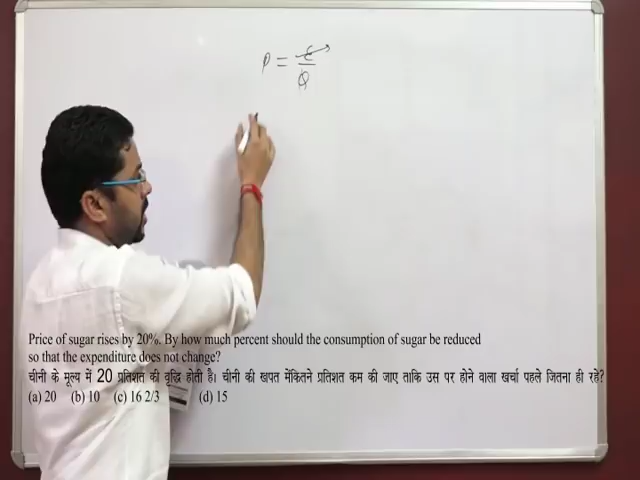 P = E
Q
Price of sugar rises by 20%. By how much percent should the consumption of sugar be reduced
so that the expenditure does not change?
चीनी के मूल्य में 20 प्रतिशत की वृद्धि होती है। चीनी की खपत मेंकितने प्रतिशत कम की जाए ताकि उस पर होने वाला खर्चा पहले जितना ही रहे?
(a) 20 (b) 10 (c) 16 2/3 (d) 15